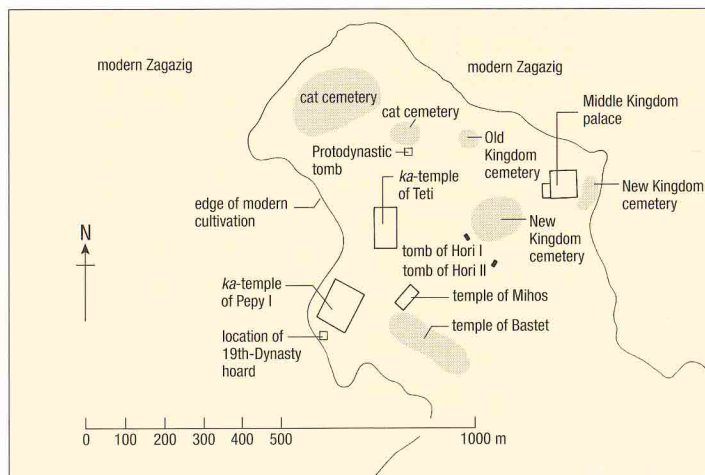 modern Zagazig
modern Zagazig
cat cemetery
cat cemetery
Middle Kingdom
palace
Protodynastic
tomb
Old
Kingdom
cemetery
ka-temple
of Teti
New Kingdom
cemetery
edge of modern
cultivation
New
Kingdom
cemetery
N
tomb of Hori I
tomb of Hori II
ka-temple
of Pepy I
temple of Mihos
temple of Bastet
location of
19th-Dynasty
hoard
0 100 200 300 400 500 1000 m